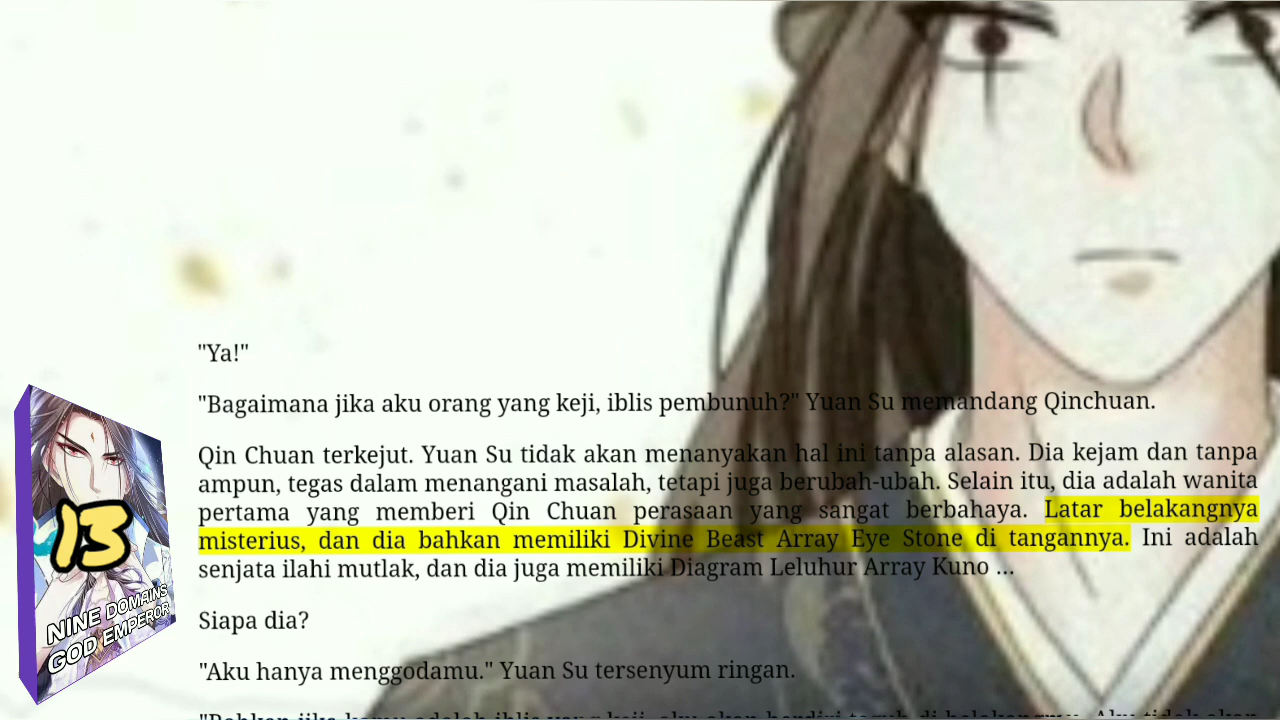 "Ya!"
"Bagaimana jika aku orang yang keji, iblis pembunuh?" Yuan Su memandang Qinchuan.
Qin Chuan terkejut. Yuan Su tidak akan menanyakan hal ini tanpa alasan. Dia kejam dan tanpa
ampun, tegas dalam menangani masalah, tetapi juga berubah-ubah. Selain itu, dia adalah wanita
pertama yang memberi Qin Chuan perasaan yang sangat berbahaya. Latar belakangnya
misterius, dan dia bahkan memiliki Divine Beast Array Eye Stone di tangannya. Ini adalah
senjata ilahi mutlak, dan dia juga memiliki Diagram Leluhur Array Kuno ...
Siapa dia?
"Aku hanya menggodamu." Yuan Su tersenyum ringan.
13
NINE DOMAINS
GOD EMPEROR